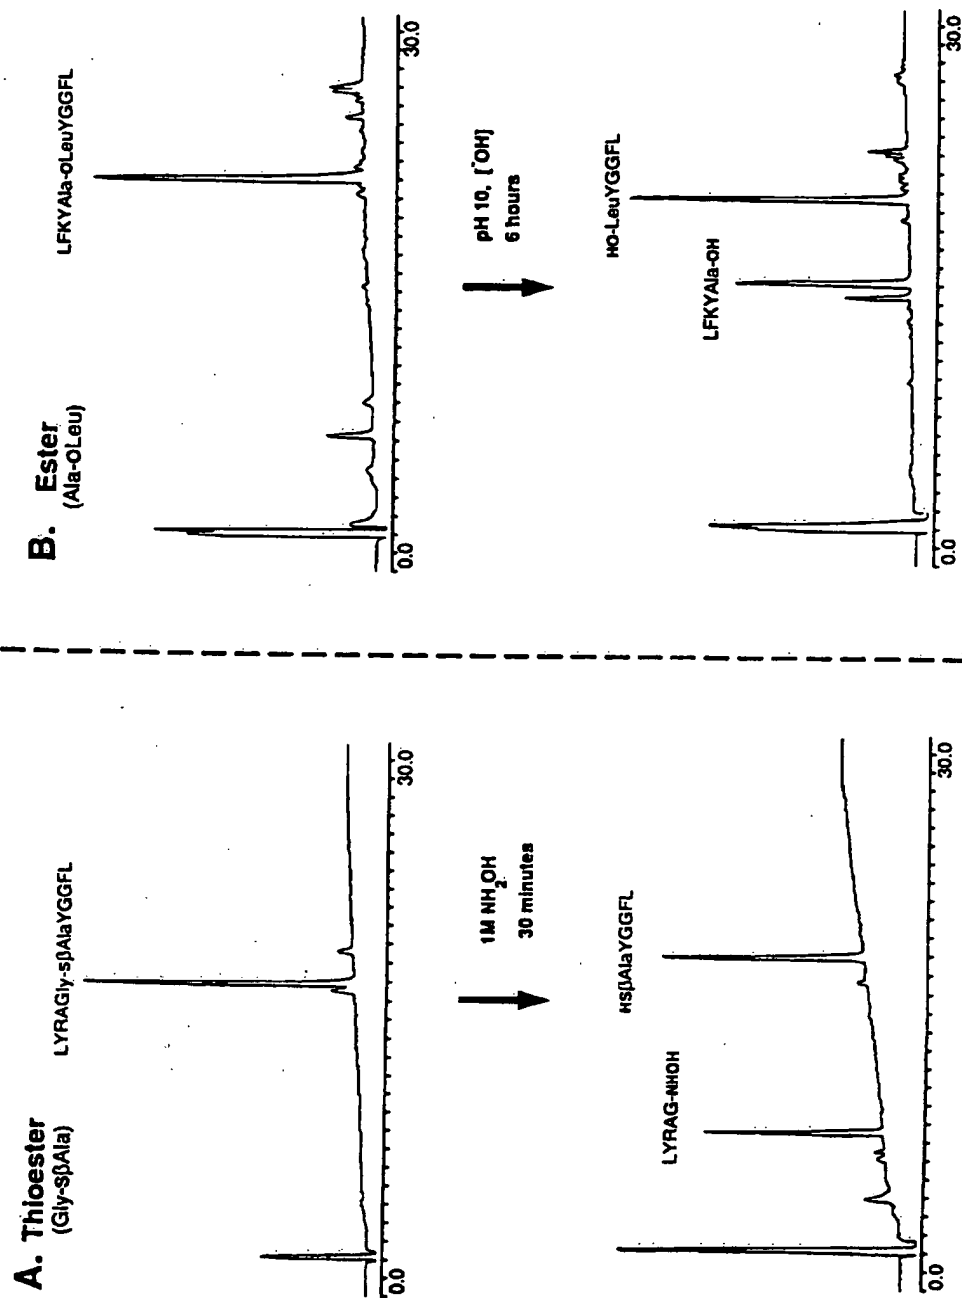 A. Thioester
(Gly-sβAla)
LYRAGly-sβAlaYGGFL
0.0
30.0
1M NH2OH
30 minutes
LYRAG-NHOH
HSβAlaYGGFL
0.0
30.0
B. Ester
(Ala-OLeu)
LFKYAla-OLeuYGGFL
0.0
30.0
pH 10, [⁻OH]
6 hours
LFKYAla-OH
HO-LeuYGGFL
0.0
30.0